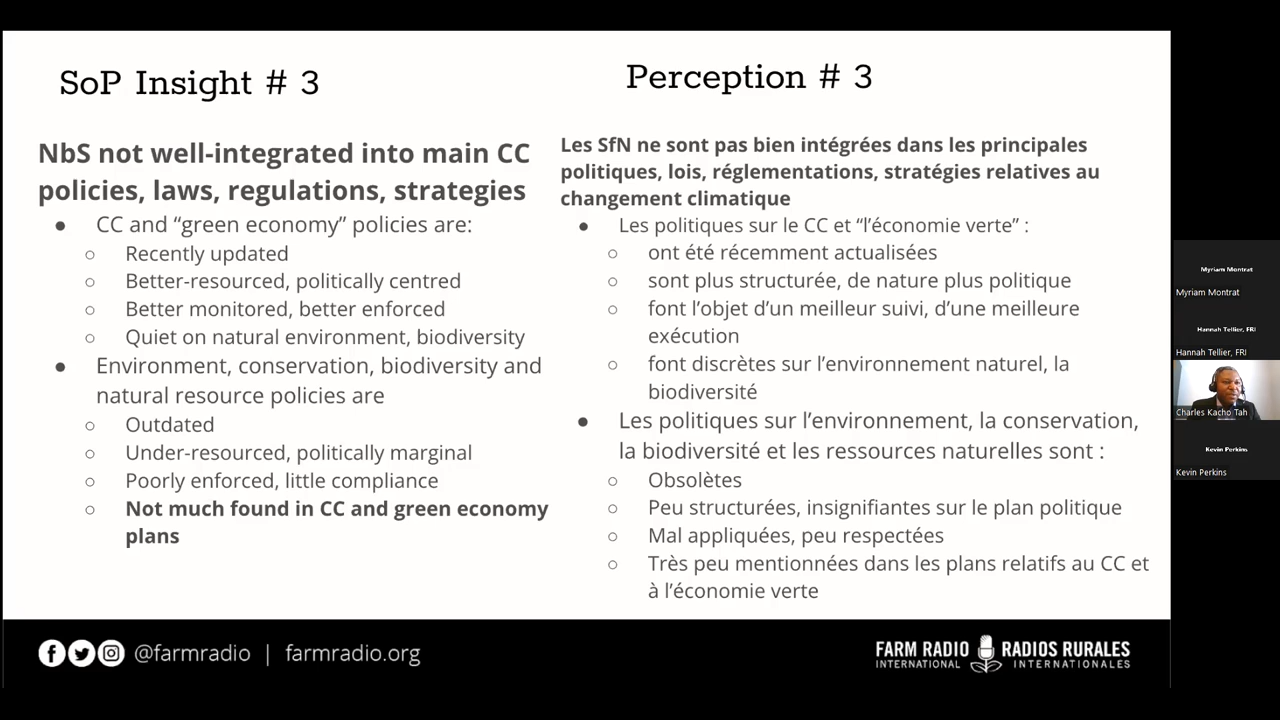 SoP Insight # 3
NbS not well-integrated into main CC
policies, laws, regulations, strategies
● CC and “green economy” policies are:
○ Recently updated
○ Better-resourced, politically centred
○ Better monitored, better enforced
○ Quiet on natural environment, biodiversity
● Environment, conservation, biodiversity and
natural resource policies are
○ Outdated
○ Under-resourced, politically marginal
○ Poorly enforced, little compliance
○ Not much found in CC and green economy
plans
Perception # 3
Les SfN ne sont pas bien intégrées dans les principales
politiques, lois, réglementations, stratégies relatives au
changement climatique
● Les politiques sur le CC et “l’économie verte” :
○ ont été récemment actualisées
○ sont plus structurée, de nature plus politique
○ font l’objet d’un meilleur suivi, d’une meilleure
exécution
○ font discrètes sur l’environnement naturel, la
biodiversité
● Les politiques sur l’environnement, la conservation,
la biodiversité et les ressources naturelles sont :
○ Obsolètes
○ Peu structurées, insignifiantes sur le plan politique
○ Mal appliquées, peu respectées
○ Très peu mentionnées dans les plans relatifs au CC et
à l’économie verte
@farmradio | farmradio.org
FARM RADIO
INTERNATIONAL
RADIOS RURALES
INTERNATIONALES
Myriam Montrat
Myriam Montrat
Hannah Tellier, FRI
Hannah Tellier, FRI
Charles Kacho Tah
Kevin Perkins
Kevin Perkins